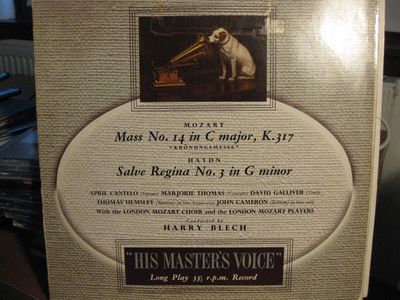 MOZART
Mass No. 14 in C major, K.317
"KRÖNUNGSMESSE"
HAYDN
Salve Regina No. 3 in G minor
APRIL CANTELO (Soprano) MARJORIE THOMAS (Contralto) DAVID GALLIVER (Tenor)
THOMAS HEMSLEY (Baritone) JOHN CAMERON (Baritone)
With the LONDON MOZART CHOIR and the LONDON MOZART PLAYERS
Conducted by
HARRY BLECH
"HIS MASTER'S VOICE"
Long Play 33⅓ r.p.m. Record